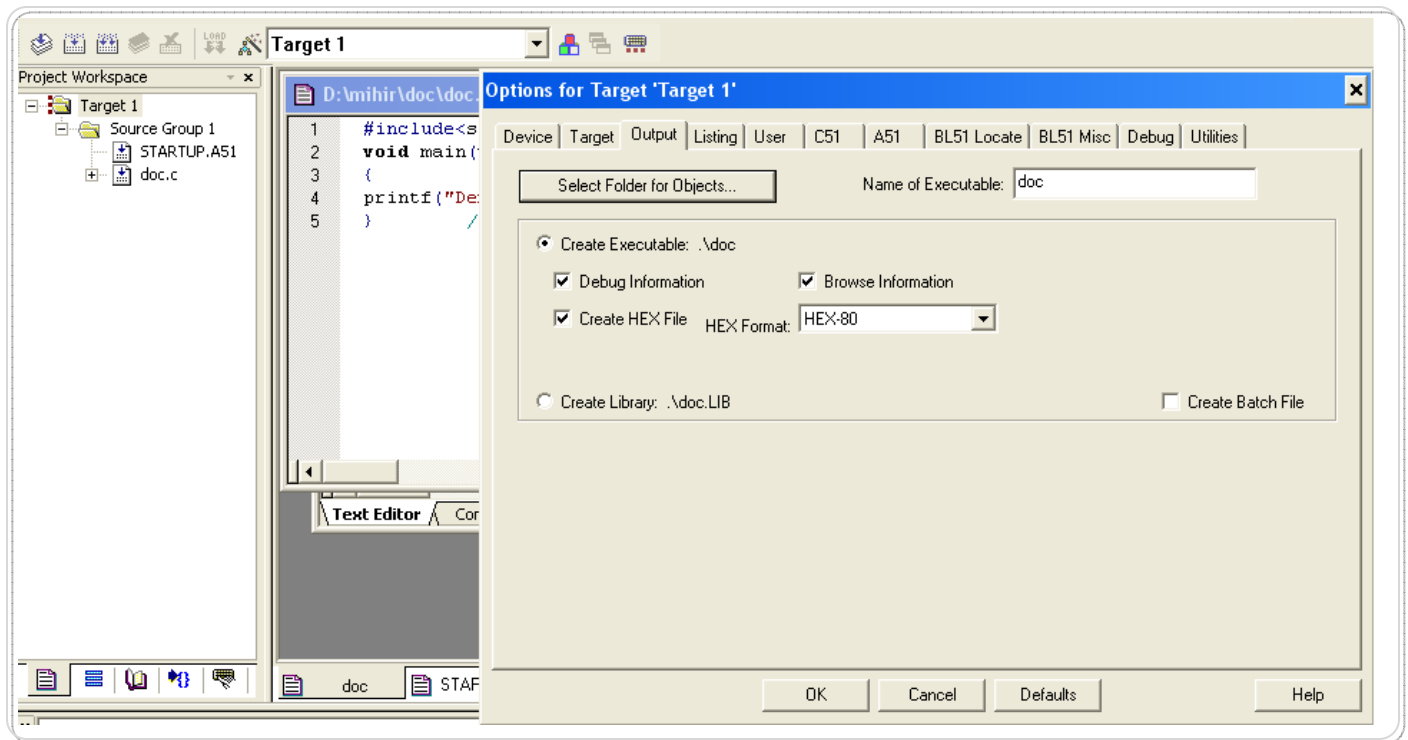 LOAD
Target 1
Project Workspace
Target 1
Source Group 1
STARTUP.A51
doc.c
D:\mihir\doc\doc.
1 #include<s
2 void main(
3 {
4 printf("De
5 } /
Text Editor
doc
Options for Target 'Target 1'
Device Target Output Listing User C51 A51 BL51 Locate BL51 Misc Debug Utilities
Select Folder for Objects... Name of Executable: doc
Create Executable: .\doc
Debug Information Browse Information
Create HEX File HEX Format: HEX-80
Create Library: .\doc.LIB Create Batch File
OK Cancel Defaults Help